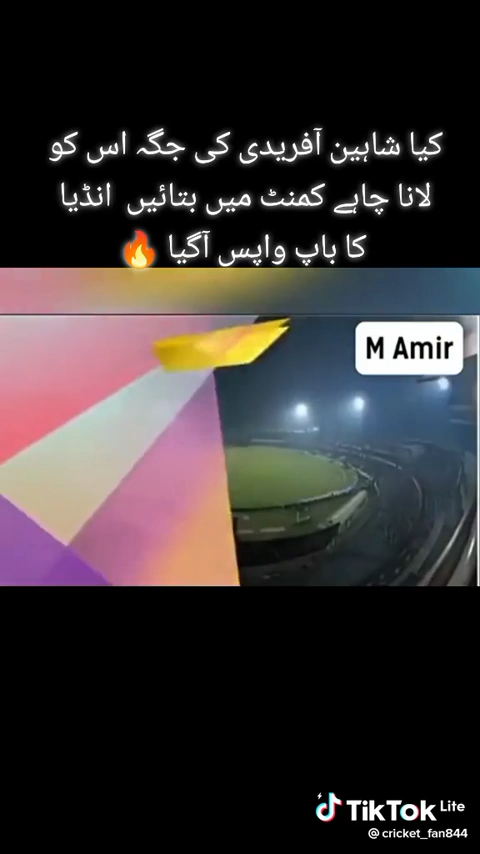 کیا شاہین آفریدی کی جگہ اس کو
لانا چاہے کمنٹ میں بتائیں انڈیا
کا باپ واپس آگیا 🔥
M Amir
TikTok Lite
@cricket_fan844